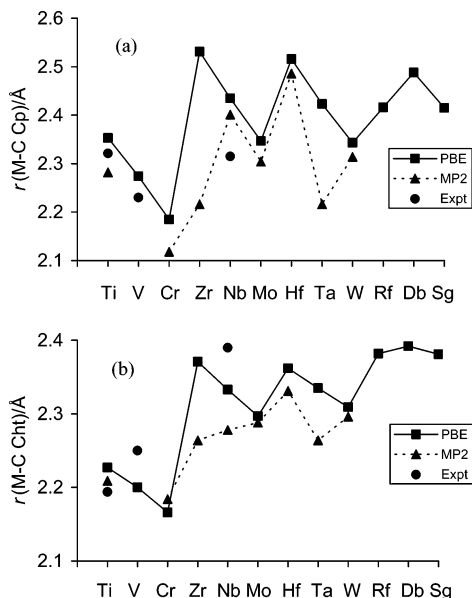 2.6
(a)
2.5
2.4
2.3
2.2
2.1
r(M-C Cp)/Å
PBE
MP2
Expt
Ti V Cr Zr Nb Mo Hf Ta W Rf Db Sg
2.4
(b)
2.3
2.2
2.1
r(M-C Cht)/Å
PBE
MP2
Expt
Ti V Cr Zr Nb Mo Hf Ta W Rf Db Sg